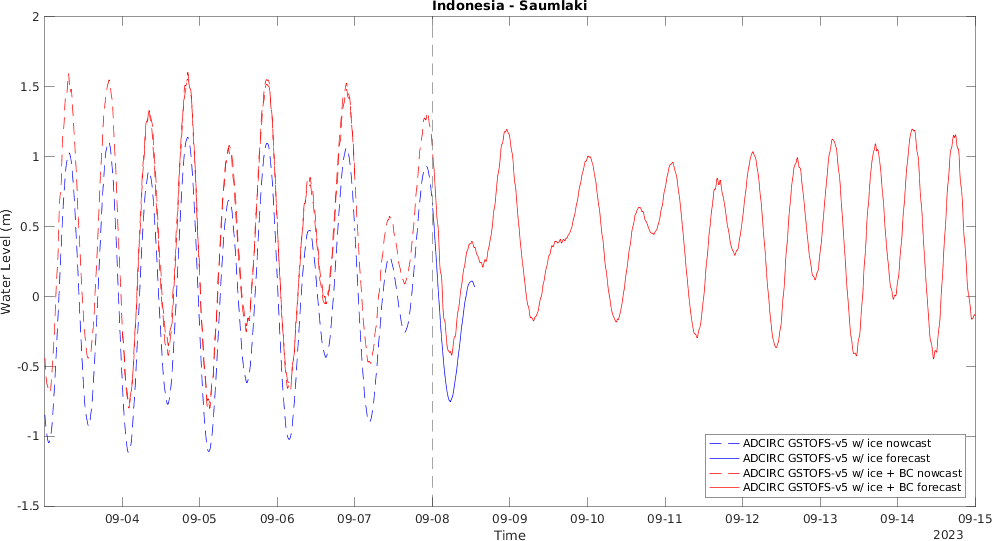 Indonesia - Saumlaki
2
1.5
1
0.5
0
-0.5
-1
-1.5
Water Level (m)
09-04 09-05 09-06 09-07 09-08 09-09 09-10 09-11 09-12 09-13 09-14 09-15
Time
2023
ADCIRC GSTOFS-v5 w/ ice nowcast
ADCIRC GSTOFS-v5 w/ ice forecast
ADCIRC GSTOFS-v5 w/ ice + BC nowcast
ADCIRC GSTOFS-v5 w/ ice + BC forecast